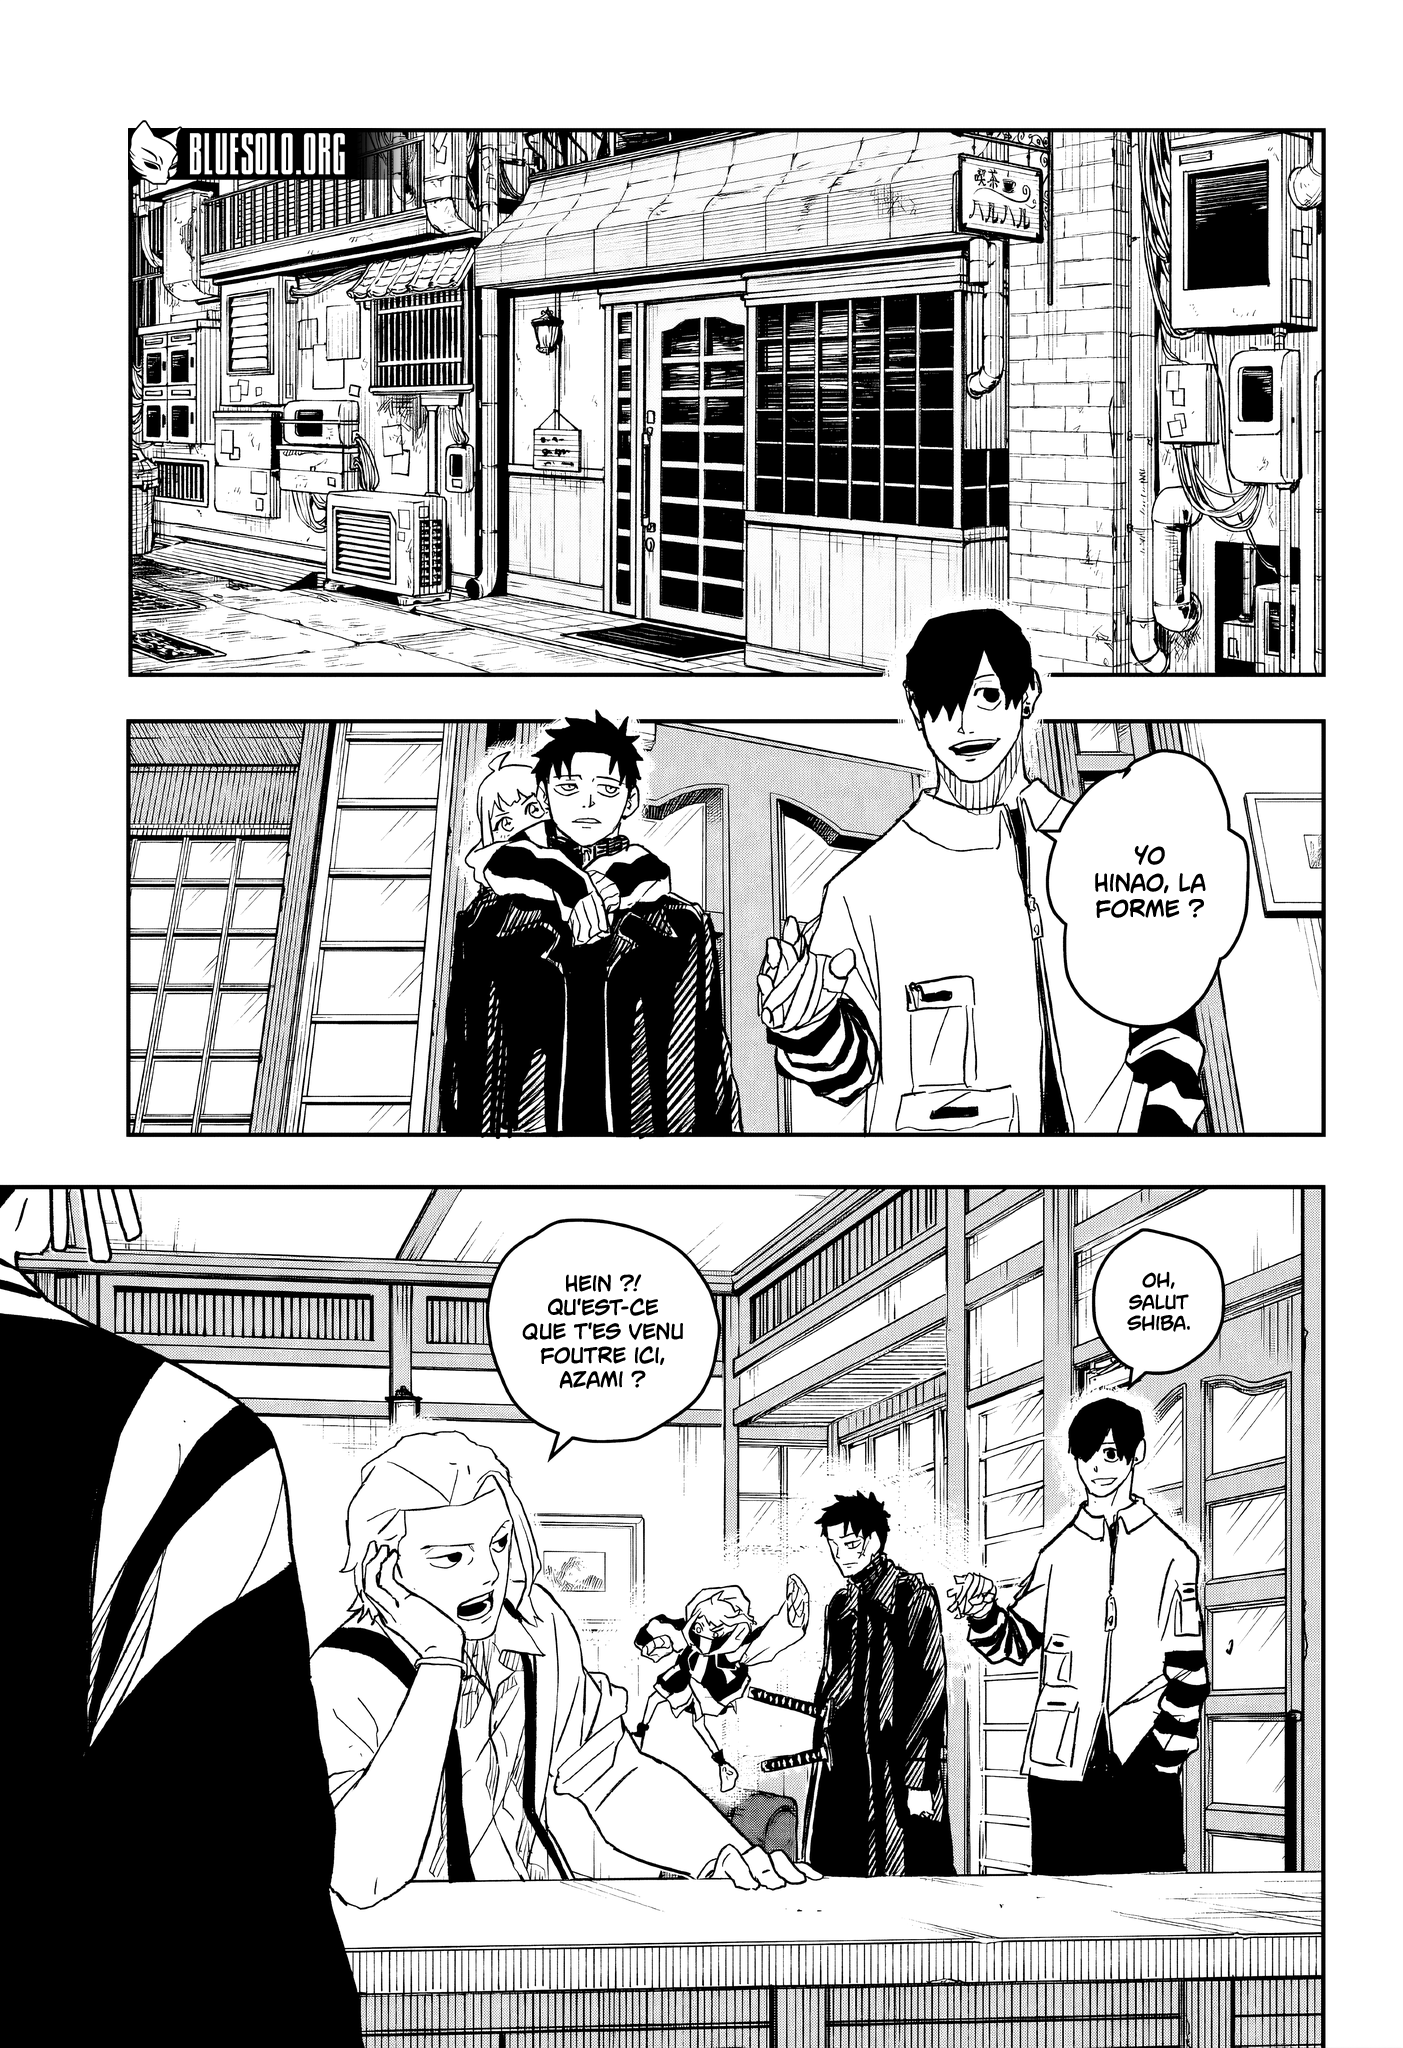 BLUESOLO.ORG
喫茶
ハルハル
YO
HINAO, LA
FORME ?
HEIN ?!
QU'EST-CE
QUE T'ES VENU
FOUTRE ICI,
AZAMI ?
OH,
SALUT
SHIBA.